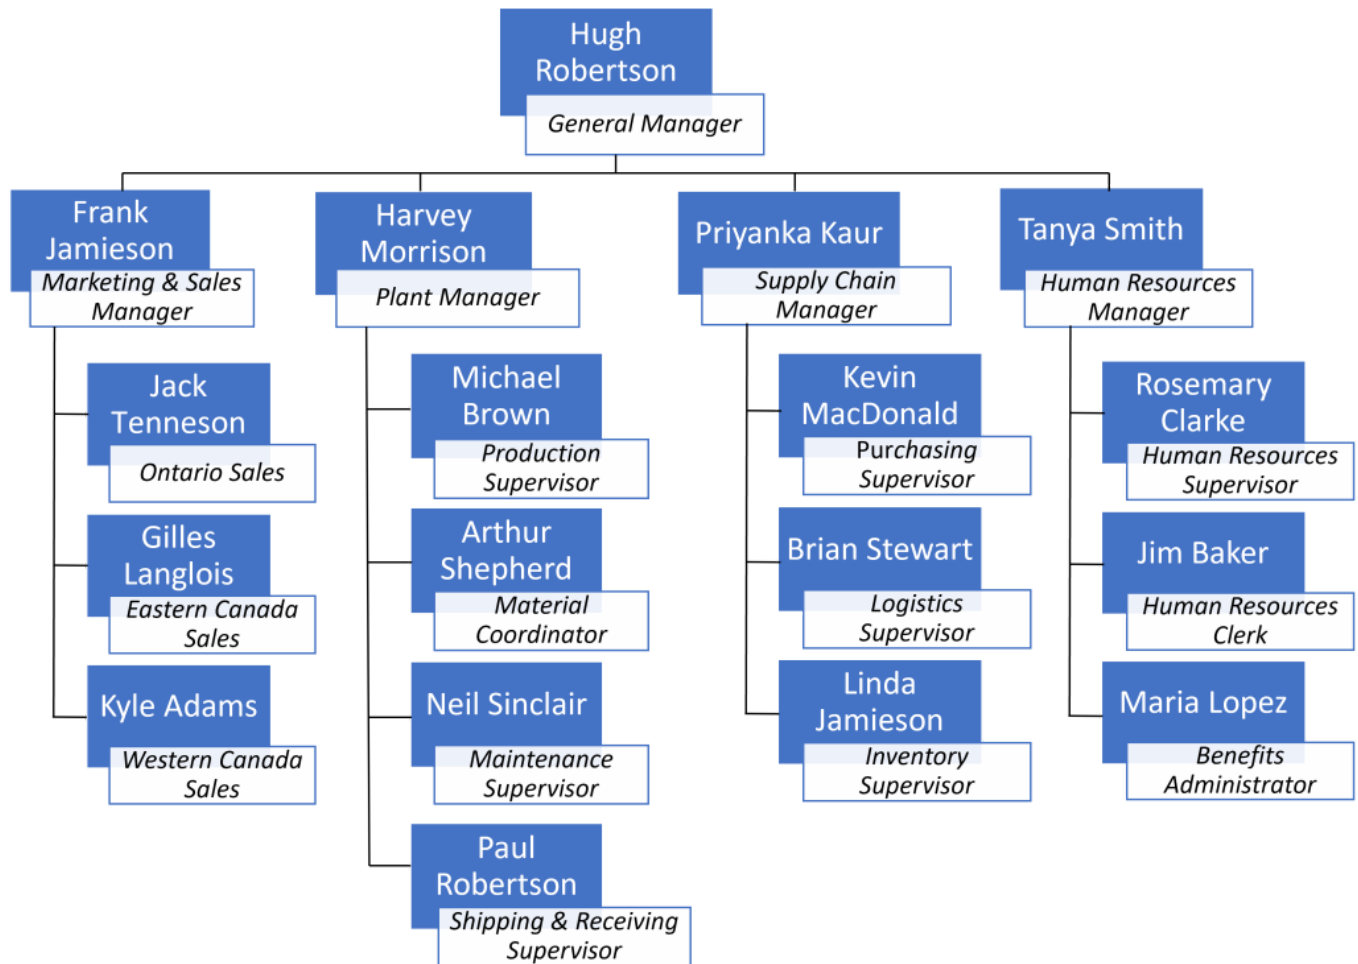 Hugh
Robertson
General Manager
Frank
Jamieson
Marketing & Sales
Manager
Jack
Tenneson
Ontario Sales
Gilles
Langlois
Eastern Canada
Sales
Kyle Adams
Western Canada
Sales
Harvey
Morrison
Plant Manager
Michael
Brown
Production
Supervisor
Arthur
Shepherd
Material
Coordinator
Neil Sinclair
Maintenance
Supervisor
Paul
Robertson
Shipping & Receiving
Supervisor
Priyanka Kaur
Supply Chain
Manager
Kevin
MacDonald
Purchasing
Supervisor
Brian Stewart
Logistics
Supervisor
Linda
Jamieson
Inventory
Supervisor
Tanya Smith
Human Resources
Manager
Rosemary
Clarke
Human Resources
Supervisor
Jim Baker
Human Resources
Clerk
Maria Lopez
Benefits
Administrator